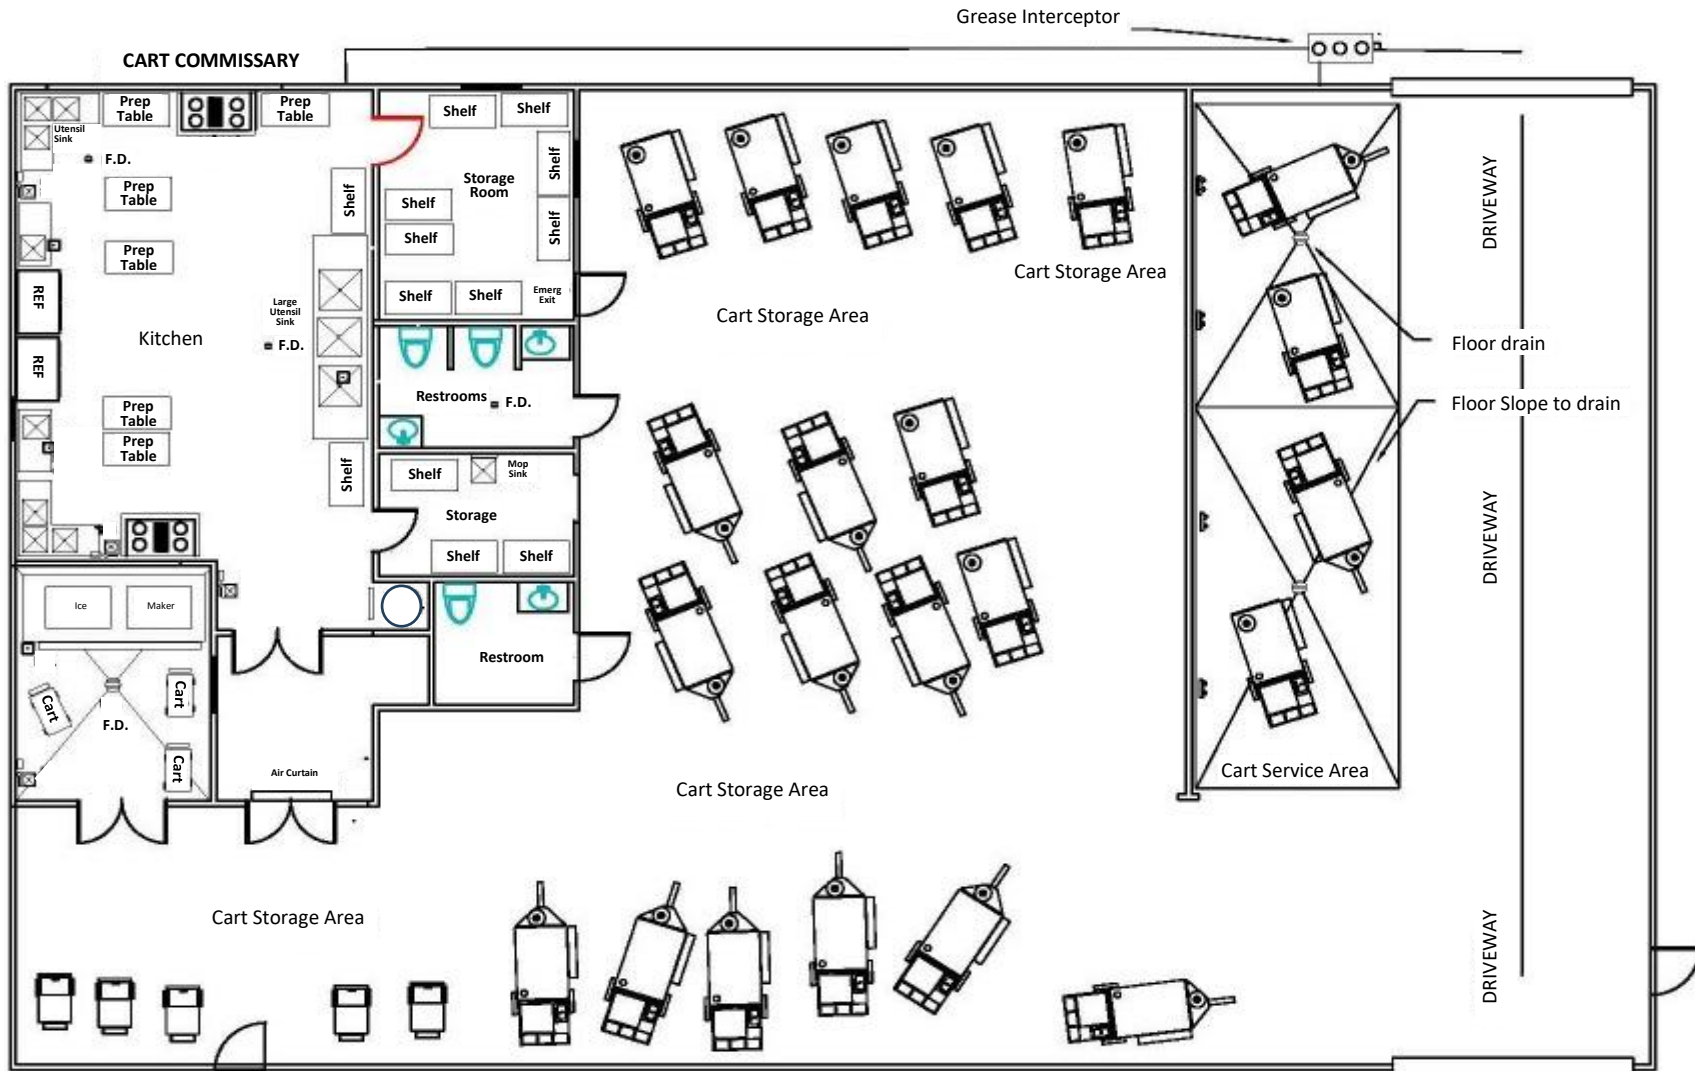 Grease Interceptor
CART COMMISSARY
Prep
Table
Prep
Table
Utensil
Sink
F.D.
Prep
Table
Prep
Table
REF
REF
Kitchen
Large
Utensil
Sink
F.D.
Shelf
Prep
Table
Prep
Table
Shelf
Shelf
Shelf
Shelf
Shelf
Storage
Room
Shelf
Shelf
Shelf
Shelf
Emerg
Exit
Restrooms
F.D.
Shelf
Mop
Sink
Storage
Shelf
Shelf
Restroom
Ice
Maker
Cart
Cart
Cart
F.D.
Air Curtain
Cart Storage Area
Cart Storage Area
Cart Storage Area
Cart Storage Area
Cart Service Area
Floor drain
Floor Slope to drain
DRIVEWAY
DRIVEWAY
DRIVEWAY